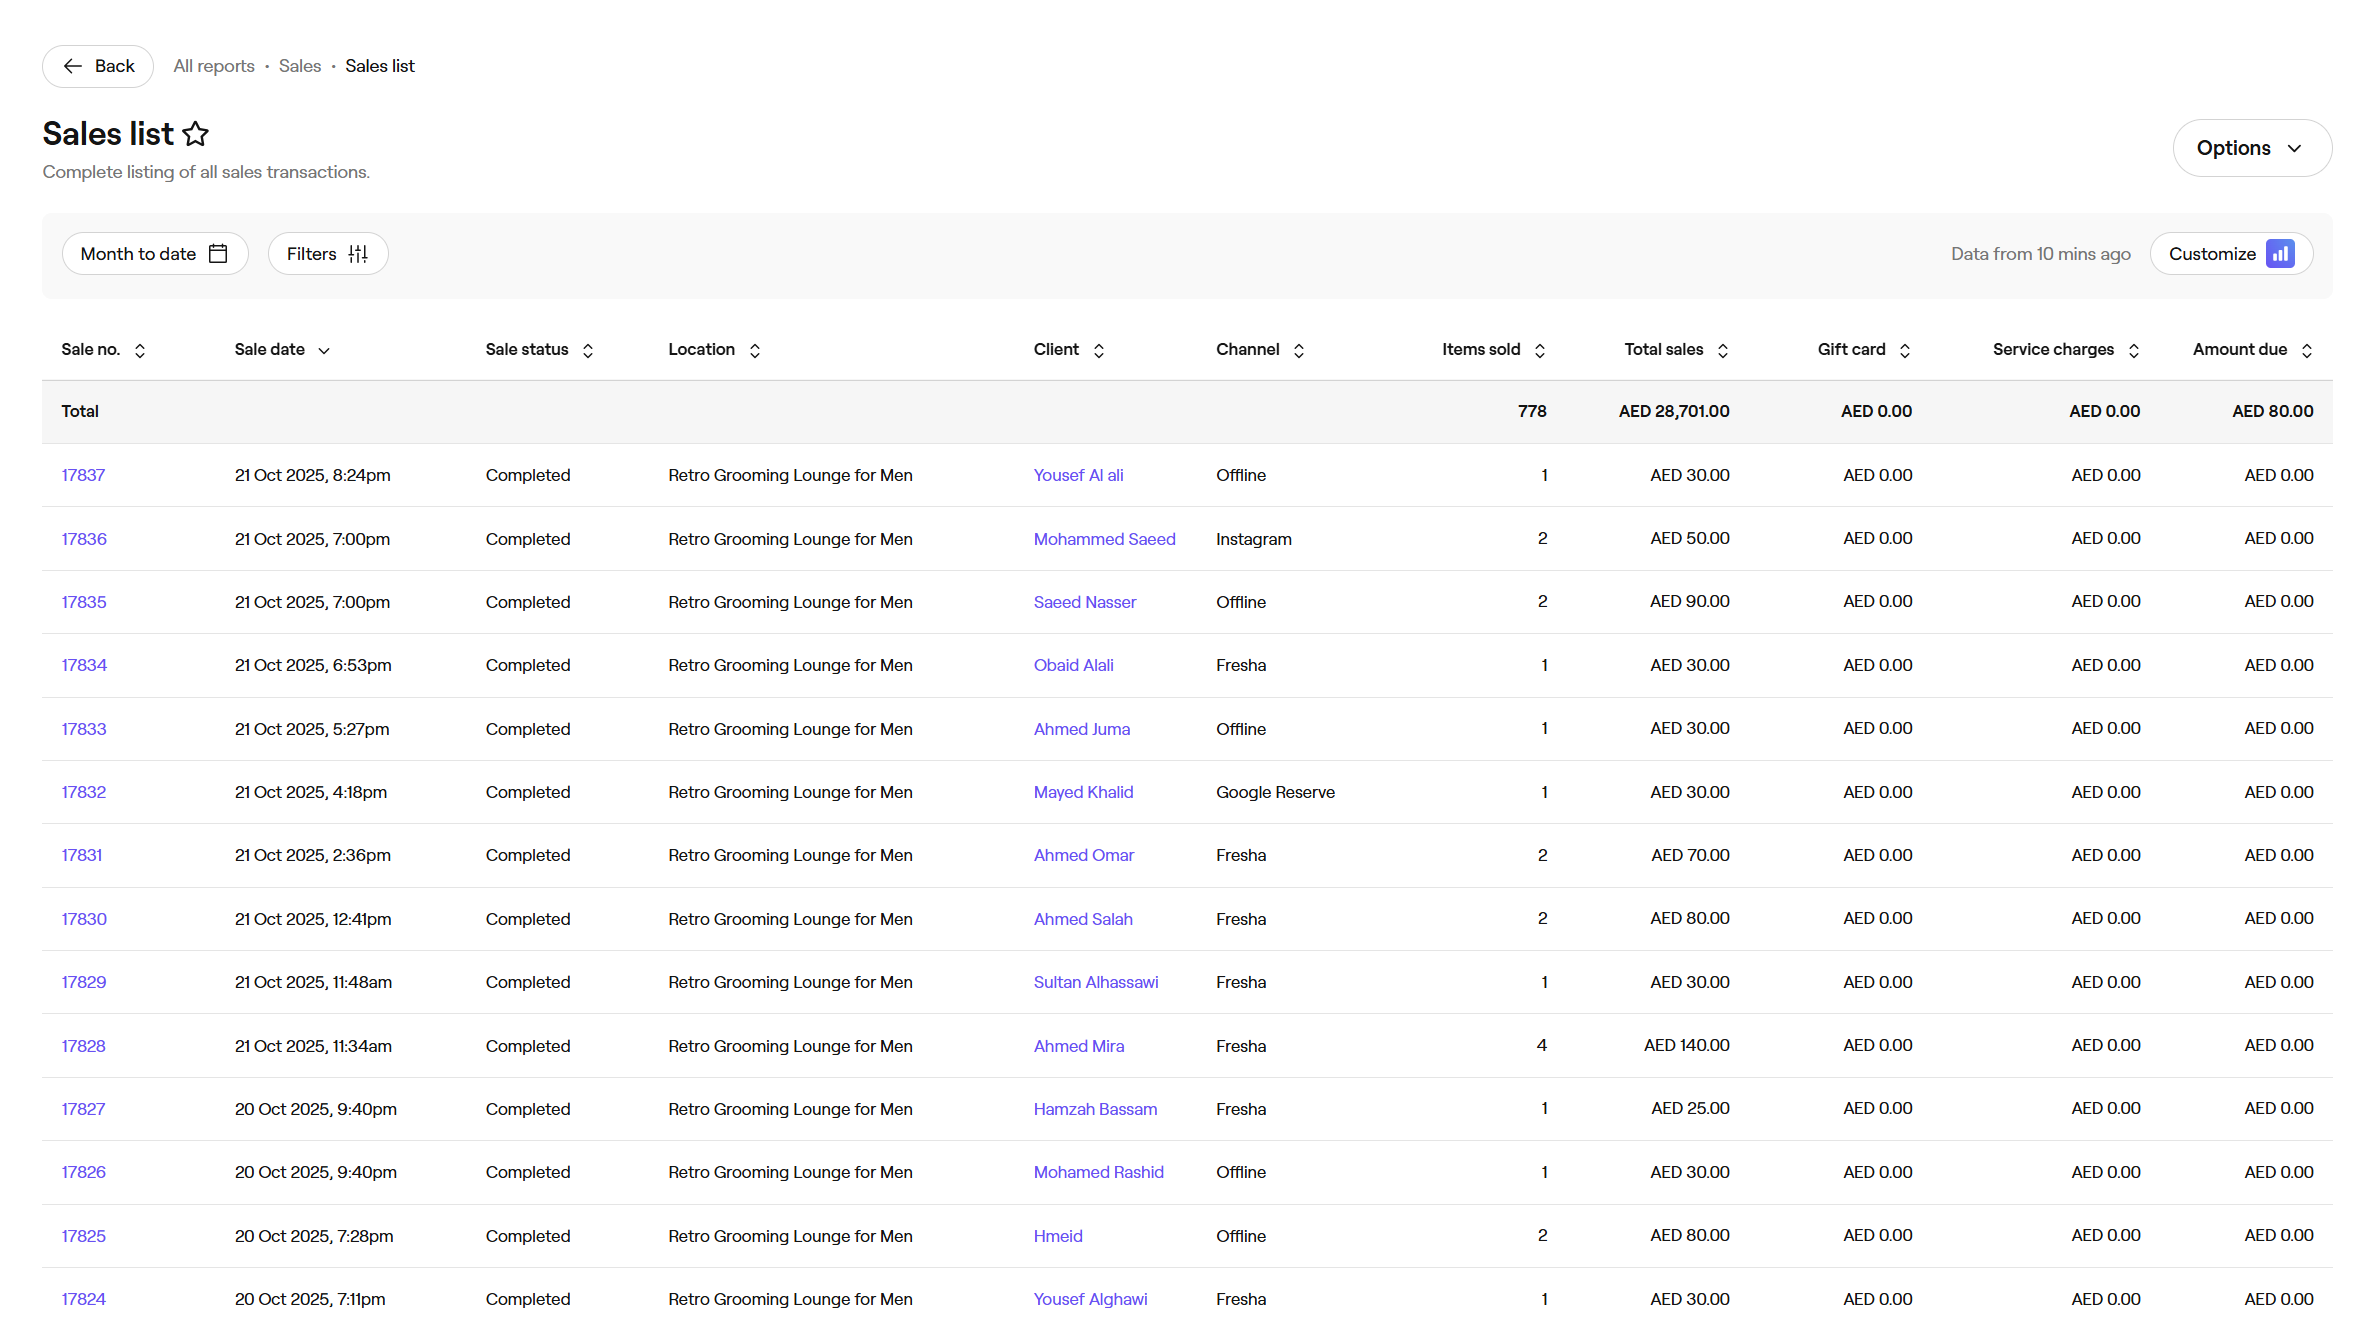 Back All reports • Sales • Sales list
Sales list
Complete listing of all sales transactions.
Options
Month to date Filters Data from 10 mins ago Customize
Sale no. Sale date Sale status Location Client Channel Items sold Total sales Gift card Service charges Amount due
Total 778 AED 28,701.00 AED 0.00 AED 0.00 AED 80.00
17837 21 Oct 2025, 8:24pm Completed Retro Grooming Lounge for Men Yousef Al ali Offline 1 AED 30.00 AED 0.00 AED 0.00 AED 0.00
17836 21 Oct 2025, 7:00pm Completed Retro Grooming Lounge for Men Mohammed Saeed Instagram 2 AED 50.00 AED 0.00 AED 0.00 AED 0.00
17835 21 Oct 2025, 7:00pm Completed Retro Grooming Lounge for Men Saeed Nasser Offline 2 AED 90.00 AED 0.00 AED 0.00 AED 0.00
17834 21 Oct 2025, 6:53pm Completed Retro Grooming Lounge for Men Obaid Alali Fresha 1 AED 30.00 AED 0.00 AED 0.00 AED 0.00
17833 21 Oct 2025, 5:27pm Completed Retro Grooming Lounge for Men Ahmed Juma Offline 1 AED 30.00 AED 0.00 AED 0.00 AED 0.00
17832 21 Oct 2025, 4:18pm Completed Retro Grooming Lounge for Men Mayed Khalid Google Reserve 1 AED 30.00 AED 0.00 AED 0.00 AED 0.00
17831 21 Oct 2025, 2:36pm Completed Retro Grooming Lounge for Men Ahmed Omar Fresha 2 AED 70.00 AED 0.00 AED 0.00 AED 0.00
17830 21 Oct 2025, 12:41pm Completed Retro Grooming Lounge for Men Ahmed Salah Fresha 2 AED 80.00 AED 0.00 AED 0.00 AED 0.00
17829 21 Oct 2025, 11:48am Completed Retro Grooming Lounge for Men Sultan Alhassawi Fresha 1 AED 30.00 AED 0.00 AED 0.00 AED 0.00
17828 21 Oct 2025, 11:34am Completed Retro Grooming Lounge for Men Ahmed Mira Fresha 4 AED 140.00 AED 0.00 AED 0.00 AED 0.00
17827 20 Oct 2025, 9:40pm Completed Retro Grooming Lounge for Men Hamzah Bassam Fresha 1 AED 25.00 AED 0.00 AED 0.00 AED 0.00
17826 20 Oct 2025, 9:40pm Completed Retro Grooming Lounge for Men Mohamed Rashid Offline 1 AED 30.00 AED 0.00 AED 0.00 AED 0.00
17825 20 Oct 2025, 7:28pm Completed Retro Grooming Lounge for Men Hmeid Offline 2 AED 80.00 AED 0.00 AED 0.00 AED 0.00
17824 20 Oct 2025, 7:11pm Completed Retro Grooming Lounge for Men Yousef Alghawi Fresha 1 AED 30.00 AED 0.00 AED 0.00 AED 0.00